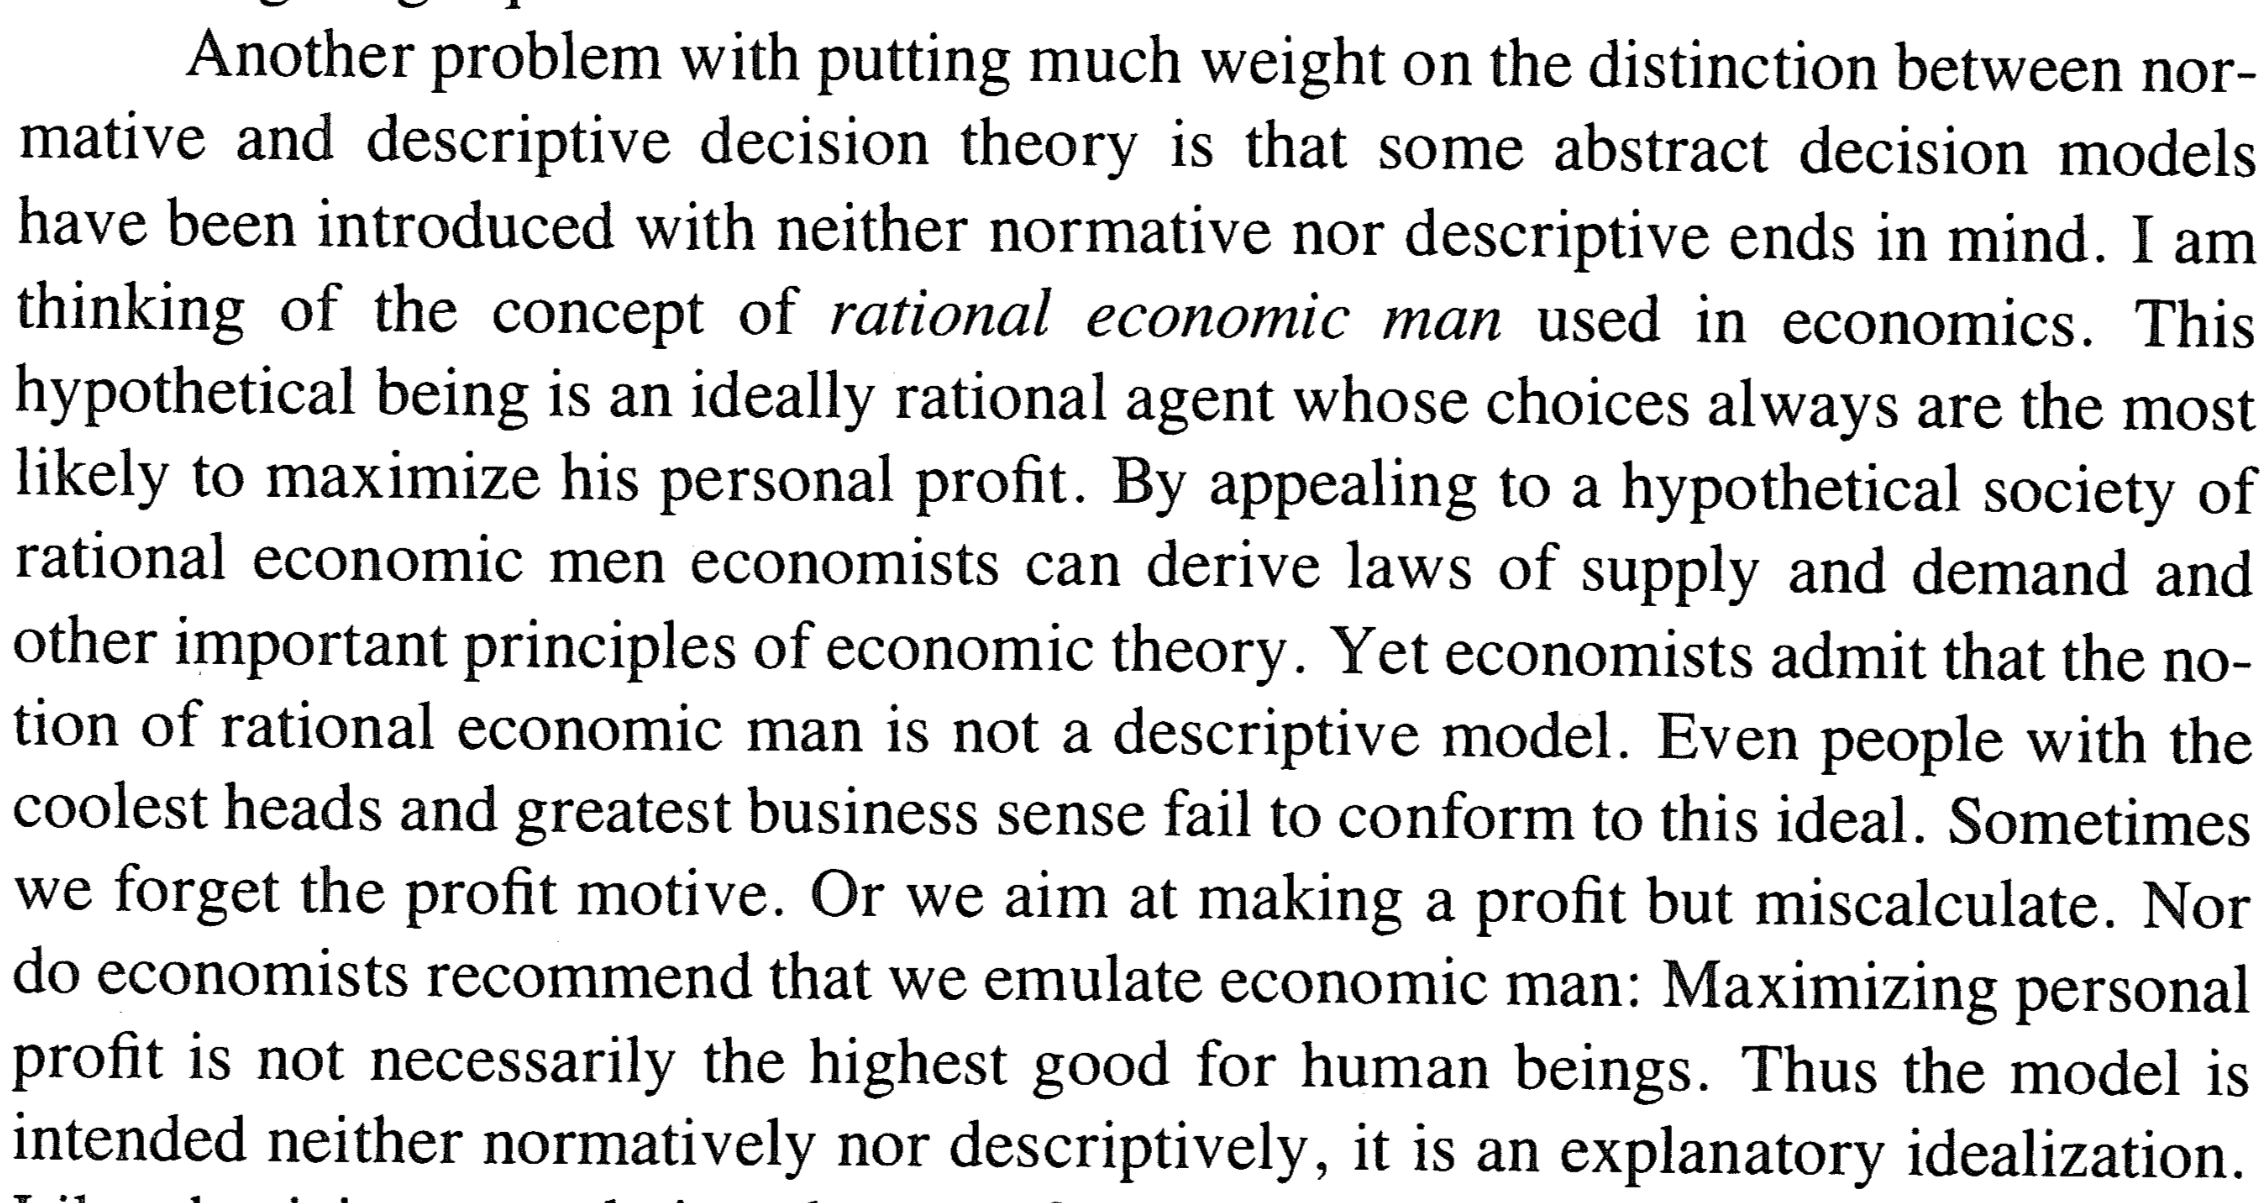 Another problem with putting much weight on the distinction between nor-
mative and descriptive decision theory is that some abstract decision models
have been introduced with neither normative nor descriptive ends in mind. I am
thinking of the concept of rational economic man used in economics. This
hypothetical being is an ideally rational agent whose choices always are the most
likely to maximize his personal profit. By appealing to a hypothetical society of
rational economic men economists can derive laws of supply and demand and
other important principles of economic theory. Yet economists admit that the no-
tion of rational economic man is not a descriptive model. Even people with the
coolest heads and greatest business sense fail to conform to this ideal. Sometimes
we forget the profit motive. Or we aim at making a profit but miscalculate. Nor
do economists recommend that we emulate economic man: Maximizing personal
profit is not necessarily the highest good for human beings. Thus the model is
intended neither normatively nor descriptively, it is an explanatory idealization.